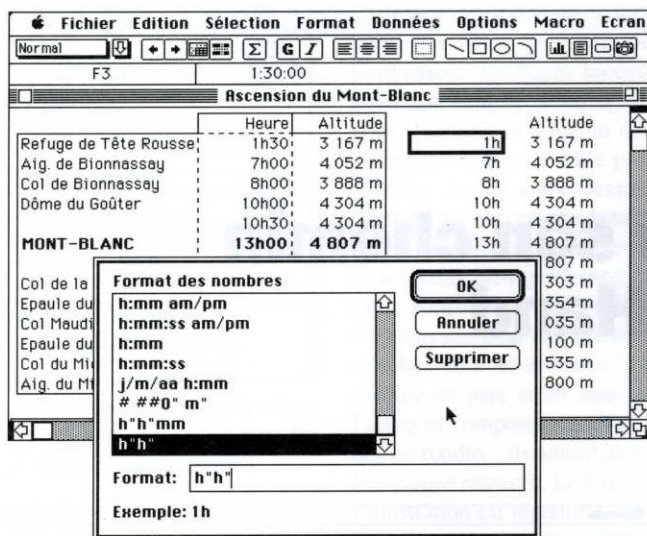 Fichier Edition Sélection Format Données Options Macro Ecran
Normal Σ G I
F3 1:30:00
Ascension du Mont-Blanc
Heure Altitude Altitude
Refuge de Tête Rousse 1h30 3 167 m 1h 3 167 m
Aig. de Bionnassay 7h00 4 052 m 7h 4 052 m
Col de Bionnassay 8h00 3 888 m 8h 3 888 m
Dôme du Goûter 10h00 4 304 m 10h 4 304 m
10h30 4 304 m 10h 4 304 m
MONT-BLANC 13h00 4 807 m 13h 4 807 m
807 m
Col de la 303 m
Epaule du 354 m
Col Maudi 035 m
Epaule du 100 m
Col du Mi 535 m
Aig. du M 800 m
Format des nombres
h:mm am/pm
h:mm:ss am/pm
h:mm
h:mm:ss
j/m/aa h:mm
# ##0" m"
h"h"mm
h"h"
OK
Annuler
Supprimer
Format: h"h"
Exemple: 1h